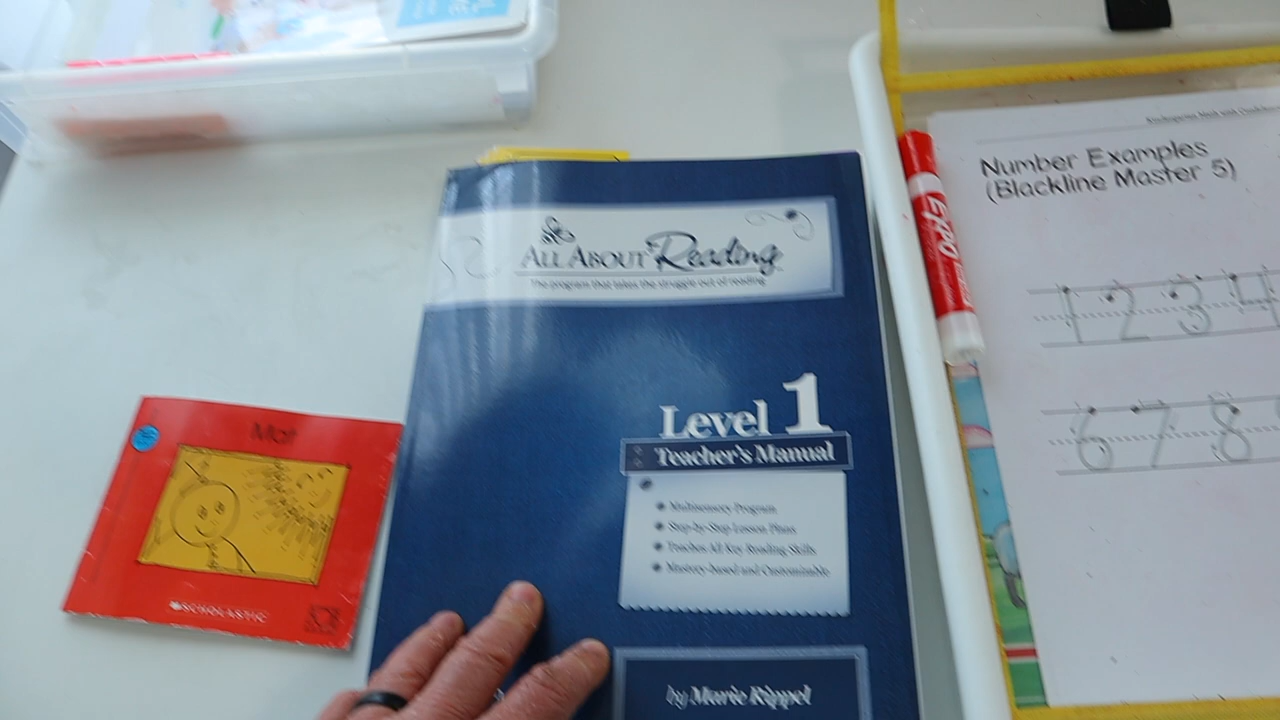 Mat
SCHOLASTIC
ALL ABOUT Reading
The program that takes the struggle out of reading
Level 1
Teacher's Manual
Multisensory Program
Step-by-Step Lesson Plans
Teaches All Key Reading Skills
Mastery-based and Customizable
by Marie Rippel
Expo
Number Examples
(Blackline Master 5)
1 2 3 4
6 7 8